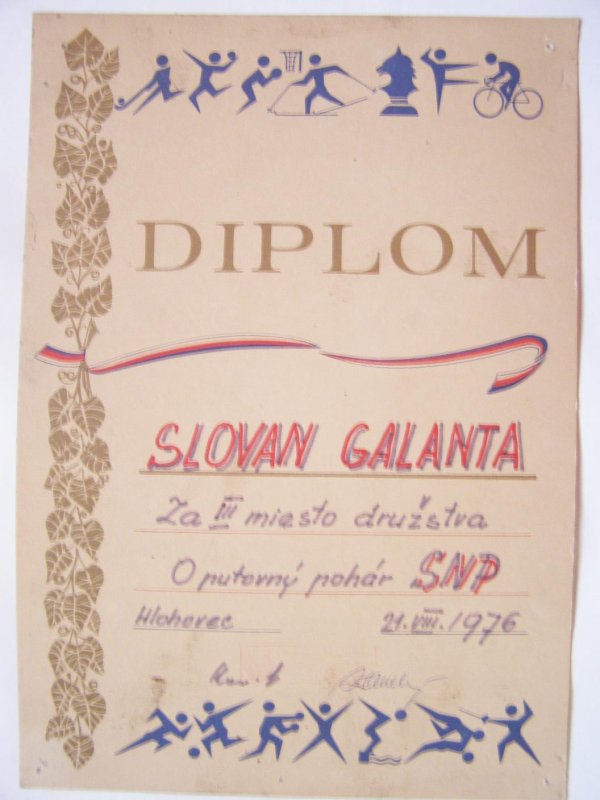 DIPLOM
SLOVAN GALANTA
Za III miesto družstva
O putovný pohár SNP
Hlohovec 21.VIII.1976